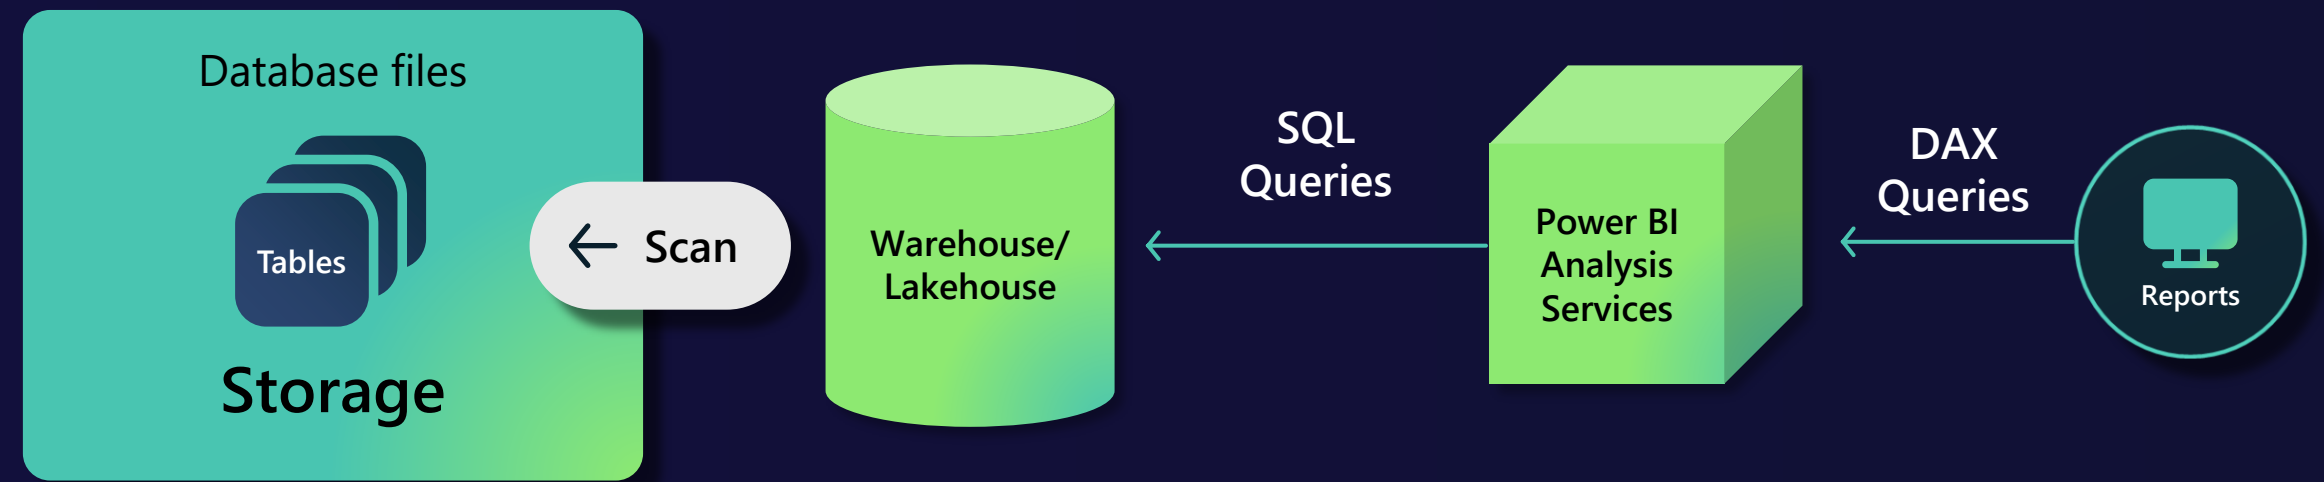 Database files
Tables
Storage
Scan
Warehouse/
Lakehouse
SQL
Queries
Power BI
Analysis
Services
DAX
Queries
Reports